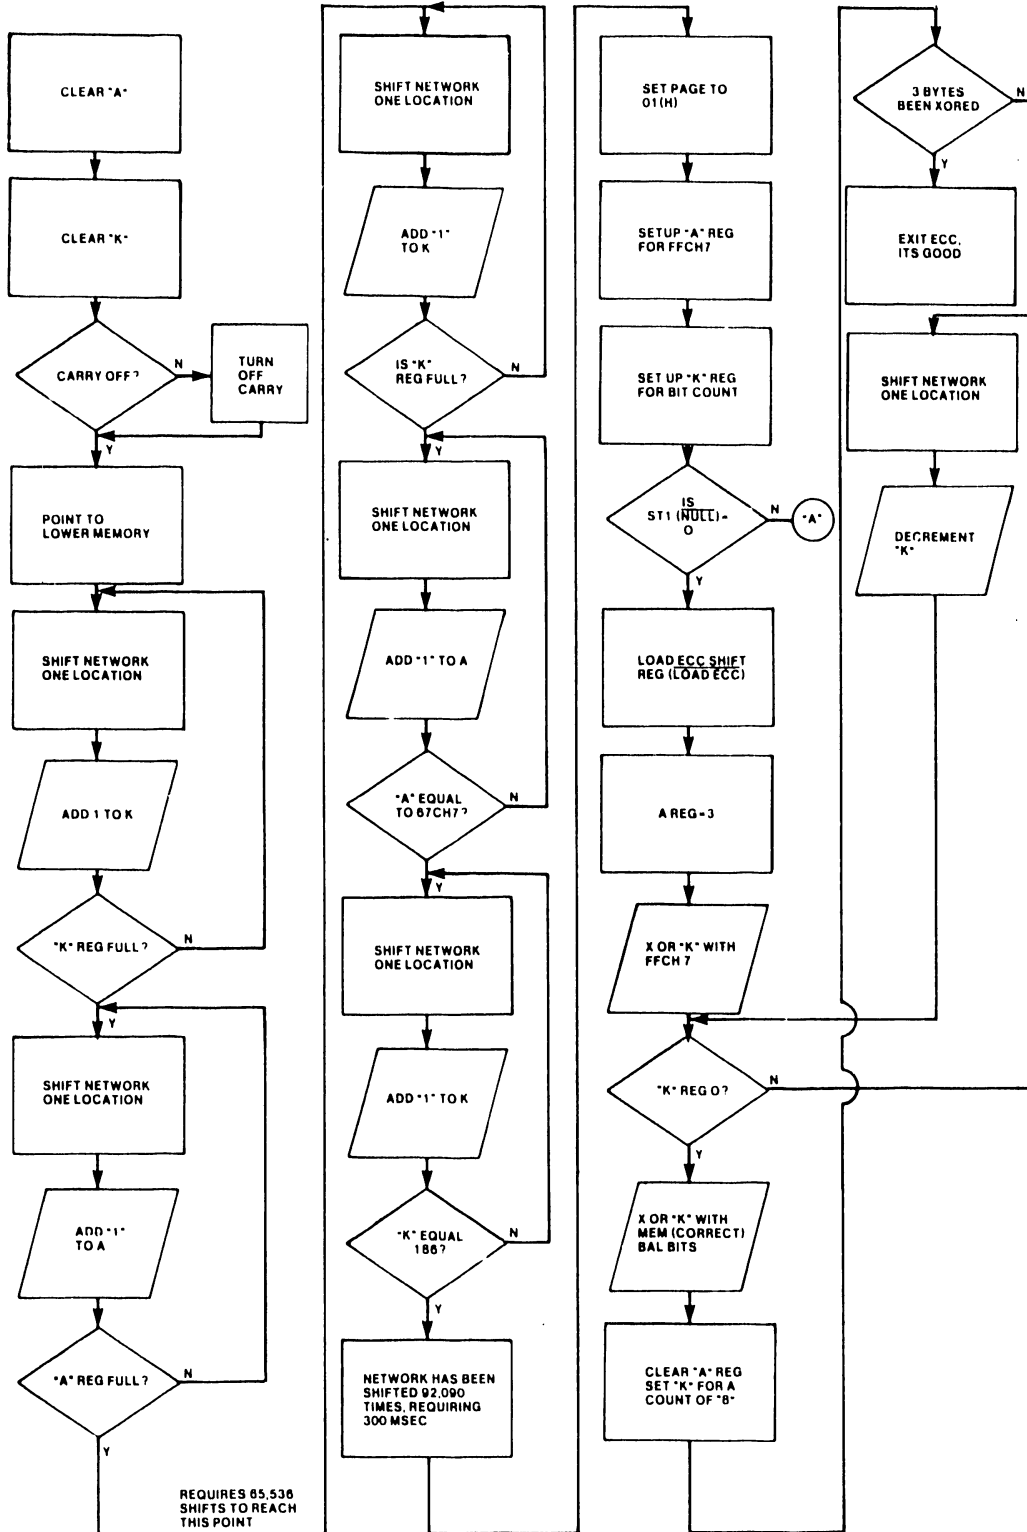 CLEAR "A"
CLEAR "K"
CARRY OFF?
N
TURN
OFF
CARRY
Y
POINT TO
LOWER MEMORY
SHIFT NETWORK
ONE LOCATION
ADD 1 TO K
"K" REG FULL?
N
Y
SHIFT NETWORK
ONE LOCATION
ADD "1"
TO A
"A" REG FULL?
N
Y
REQUIRES 65,536
SHIFTS TO REACH
THIS POINT
SHIFT NETWORK
ONE LOCATION
ADD "1"
TO K
IS "K"
REG FULL?
N
Y
SHIFT NETWORK
ONE LOCATION
ADD "1" TO A
"A" EQUAL
TO 67CH7?
N
Y
SHIFT NETWORK
ONE LOCATION
ADD "1" TO K
"K" EQUAL
186?
N
Y
NETWORK HAS BEEN
SHIFTED 92,090
TIMES, REQUIRING
300 MSEC
SET PAGE TO
01(H)
SETUP "A" REG
FOR FFCH7
SET UP "K" REG
FOR BIT COUNT
IS
ST1 (NULL) =
0
N
"A"
Y
LOAD ECC SHIFT
REG (LOAD ECC)
A REG = 3
X OR "K" WITH
FFCH 7
"K" REG 0?
N
Y
X OR "K" WITH
MEM (CORRECT)
BAL BITS
CLEAR "A" REG
SET "K" FOR A
COUNT OF "8"
3 BYTES
BEEN XORED
N
Y
EXIT ECC,
ITS GOOD
SHIFT NETWORK
ONE LOCATION
DECREMENT
"K"